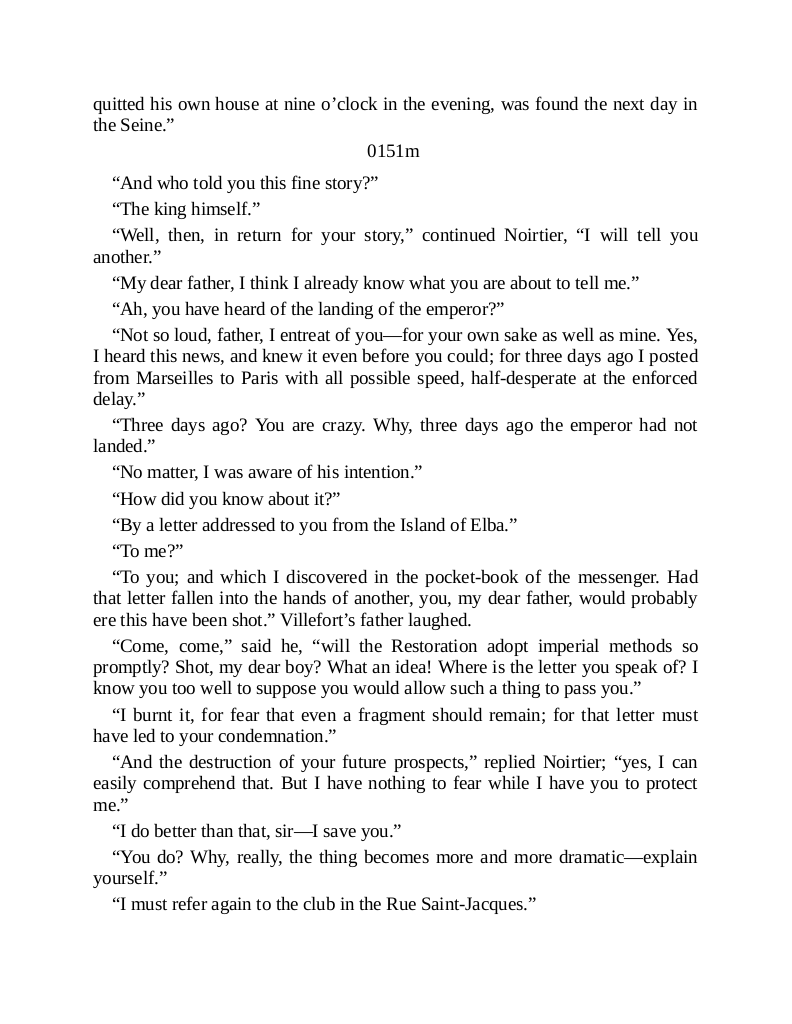 quitted his own house at nine o’clock in the evening, was found the next day in
the Seine.”
0151m
“And who told you this fine story?”
“The king himself.”
“Well, then, in return for your story,” continued Noirtier, “I will tell you
another.”
“My dear father, I think I already know what you are about to tell me.”
“Ah, you have heard of the landing of the emperor?”
“Not so loud, father, I entreat of you—for your own sake as well as mine. Yes,
I heard this news, and knew it even before you could; for three days ago I posted
from Marseilles to Paris with all possible speed, half-desperate at the enforced
delay.”
“Three days ago? You are crazy. Why, three days ago the emperor had not
landed.”
“No matter, I was aware of his intention.”
“How did you know about it?”
“By a letter addressed to you from the Island of Elba.”
“To me?”
“To you; and which I discovered in the pocket-book of the messenger. Had
that letter fallen into the hands of another, you, my dear father, would probably
ere this have been shot.” Villefort’s father laughed.
“Come, come,” said he, “will the Restoration adopt imperial methods so
promptly? Shot, my dear boy? What an idea! Where is the letter you speak of? I
know you too well to suppose you would allow such a thing to pass you.”
“I burnt it, for fear that even a fragment should remain; for that letter must
have led to your condemnation.”
“And the destruction of your future prospects,” replied Noirtier; “yes, I can
easily comprehend that. But I have nothing to fear while I have you to protect
me.”
“I do better than that, sir—I save you.”
“You do? Why, really, the thing becomes more and more dramatic—explain
yourself.”
“I must refer again to the club in the Rue Saint-Jacques.”